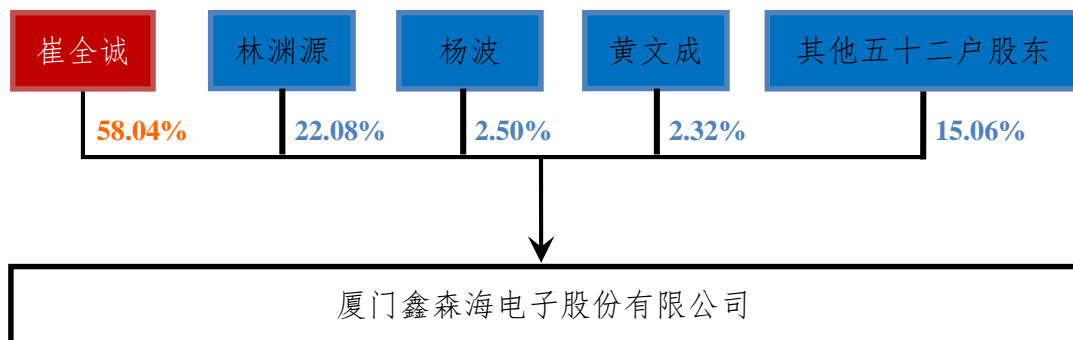 崔全诚 林渊源 杨波 黄文成 其他五十二户股东
58.04% 22.08% 2.50% 2.32% 15.06%
厦门鑫森海电子股份有限公司